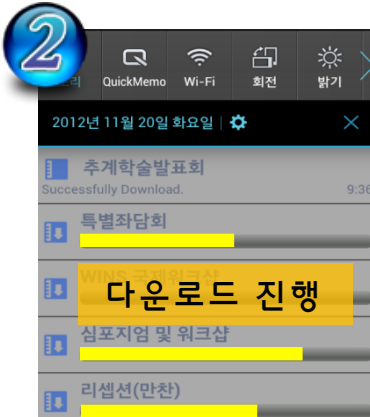 2
리
QuickMemo
Wi-Fi
회전
밝기
2012년 11월 20일 화요일
추계학술발표회
Successfully Download.
9:36
특별좌담회
WINS 국제워크샵
다운로드 진행
심포지엄 및 워크샵
리셉션(만찬)